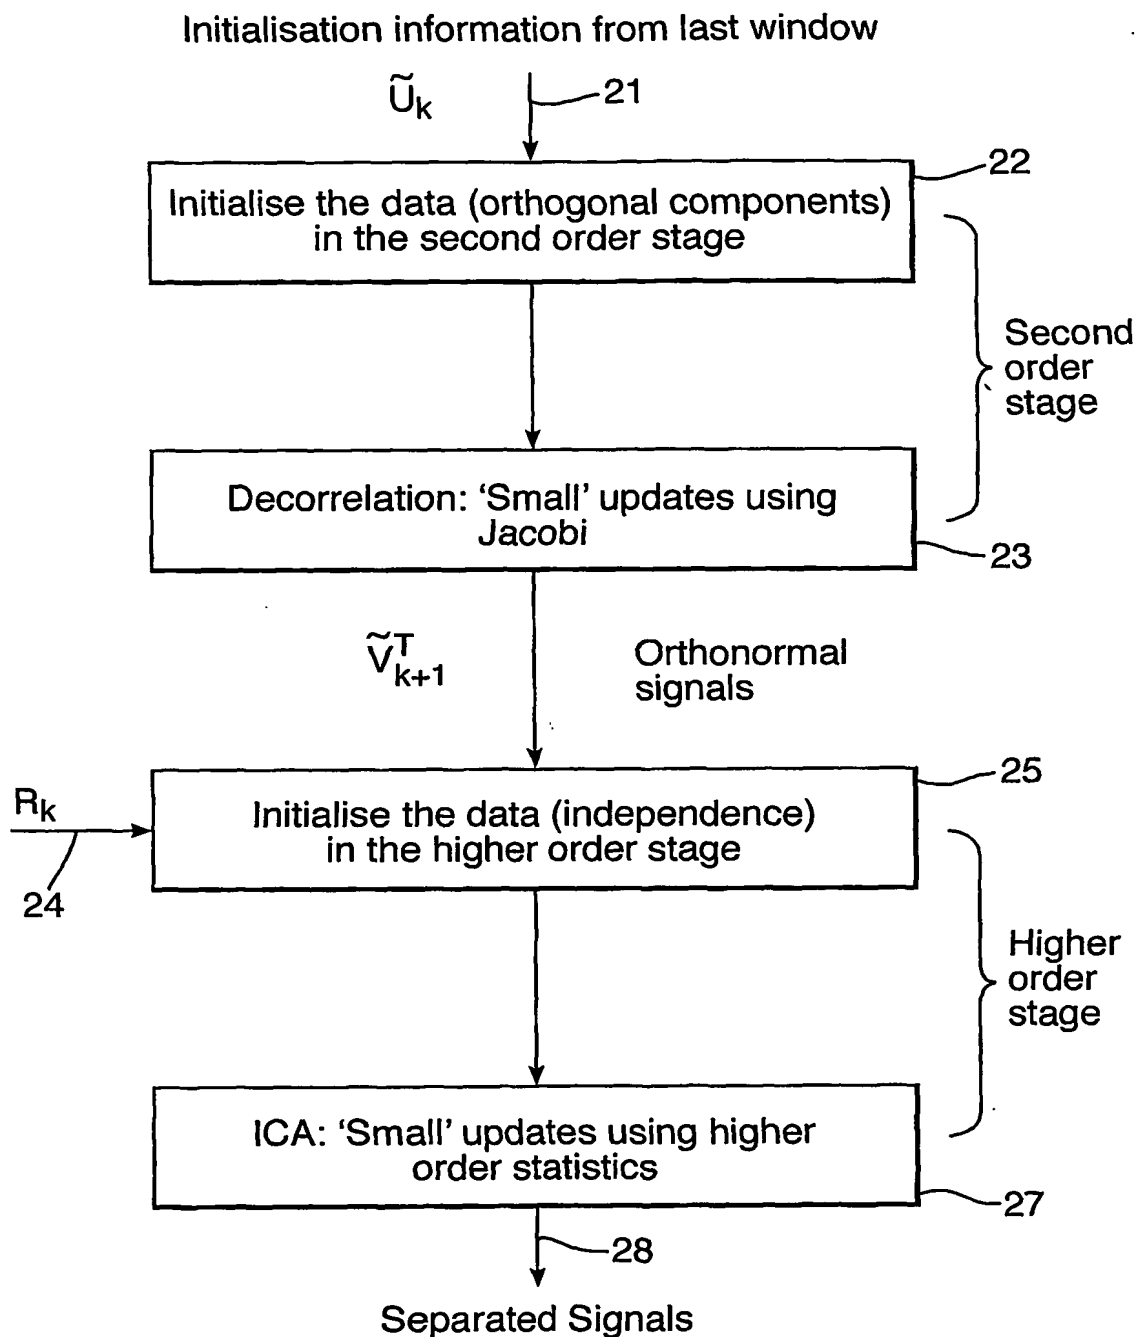 Initialisation information from last window
Ũk
21
22
Initialise the data (orthogonal components)
in the second order stage
Second
order
stage
Decorrelation: ‘Small’ updates using
Jacobi
23
Ṽᵀk+1
Orthonormal
signals
25
Rk
Initialise the data (independence)
in the higher order stage
24
Higher
order
stage
ICA: ‘Small’ updates using higher
order statistics
27
28
Separated Signals